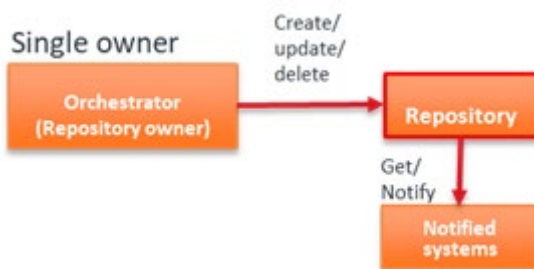 Single owner
Create/
update/
delete
Orchestrator
(Repository owner)
Repository
Get/
Notify
Notified
systems